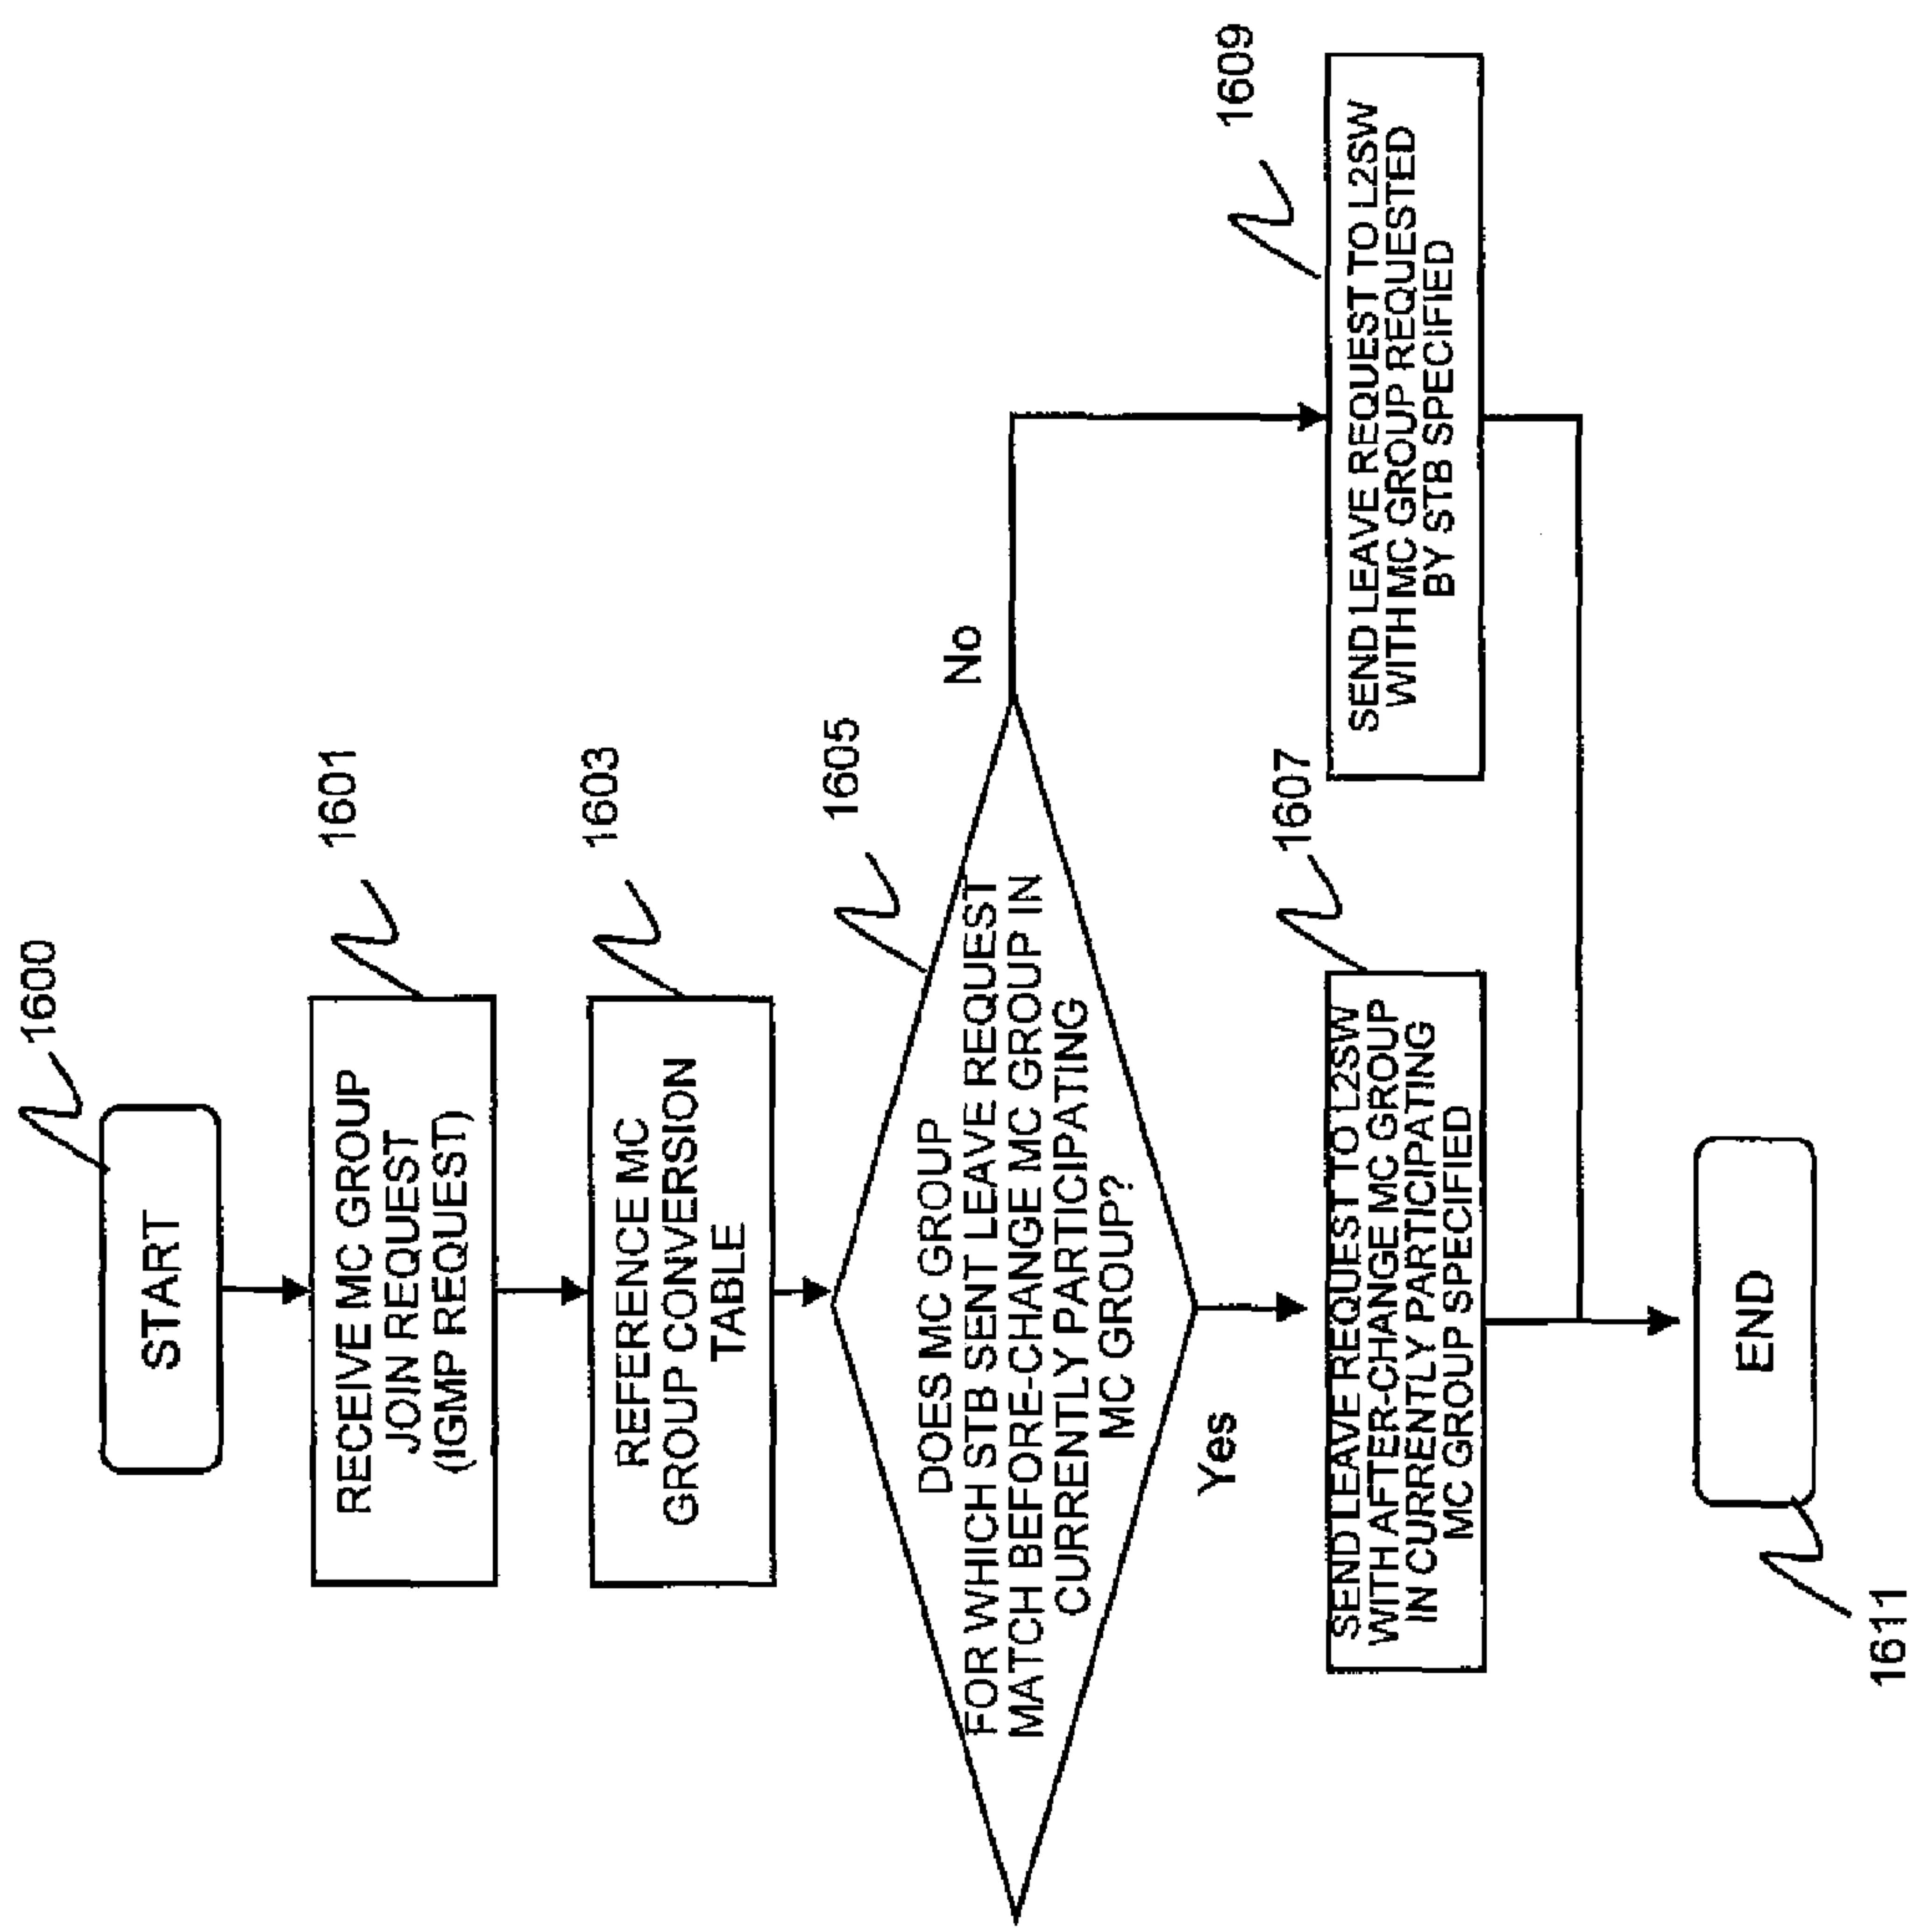 1600
START
1601
RECEIVE MC GROUP
JOIN REQUEST
(IGMP REQUEST)
1603
REFERENCE MC
GROUP CONVERSION
TABLE
1605
DOES MC GROUP
FOR WHICH STB SENT LEAVE REQUEST
MATCH BEFORE-CHANGE MC GROUP IN
CURRENTLY PARTICIPATING
MC GROUP?
No
Yes
1607
SEND LEAVE REQUEST TO L2SW
WITH AFTER-CHANGE MC GROUP
IN CURRENTLY PARTICIPATING
MC GROUP SPECIFIED
1609
SEND LEAVE REQUEST TO L2SW
WITH MC GROUP REQUESTED
BY STB SPECIFIED
END
1611